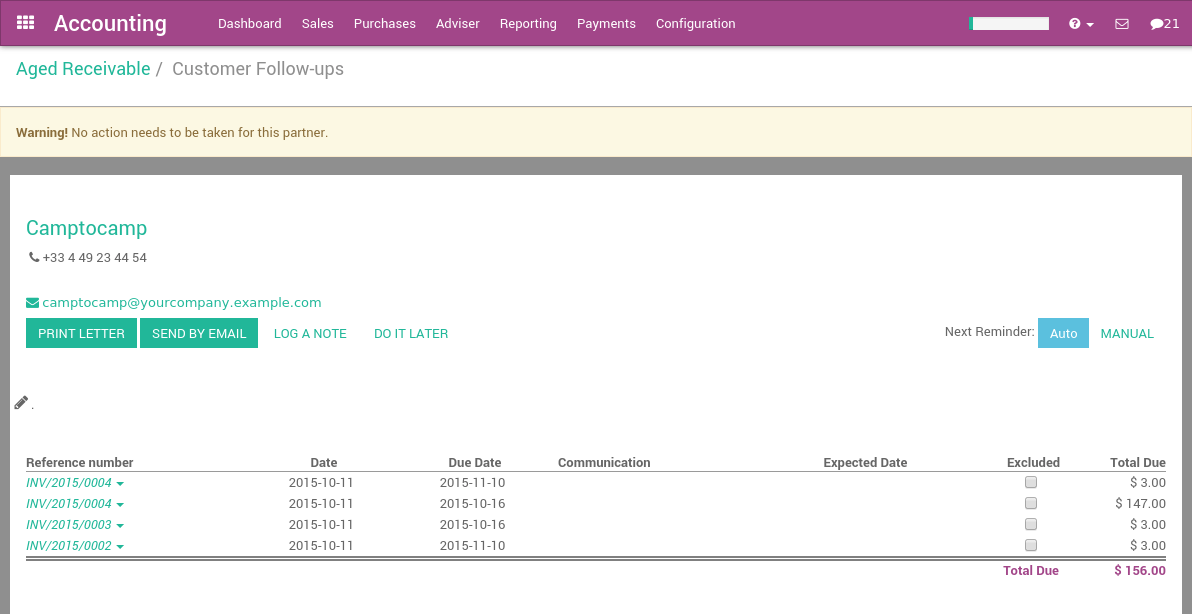 Accounting Dashboard Sales Purchases Adviser Reporting Payments Configuration 21
Aged Receivable / Customer Follow-ups
Warning! No action needs to be taken for this partner.
Camptocamp
+33 4 49 23 44 54
camptocamp@yourcompany.example.com
PRINT LETTER SEND BY EMAIL LOG A NOTE DO IT LATER Next Reminder: Auto MANUAL
.
Reference number Date Due Date Communication Expected Date Excluded Total Due
INV/2015/0004 2015-10-11 2015-11-10 $ 3.00
INV/2015/0004 2015-10-11 2015-10-16 $ 147.00
INV/2015/0003 2015-10-11 2015-10-16 $ 3.00
INV/2015/0002 2015-10-11 2015-11-10 $ 3.00
Total Due $ 156.00